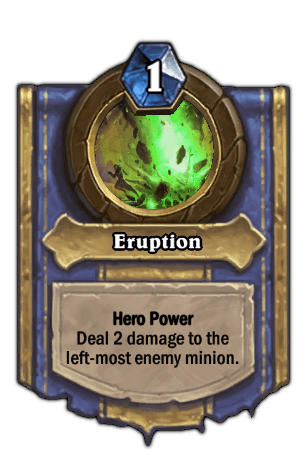 1
Eruption
Hero Power
Deal 2 damage to the
left-most enemy minion.